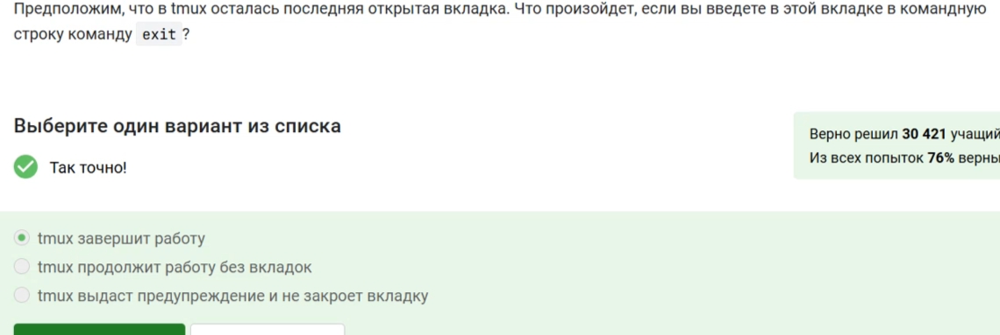 Предположим, что в tmux осталась последняя открытая вкладка. Что произойдет, если вы введете в этой вкладке в командную
строку команду exit ?
Выберите один вариант из списка
Верно решил 30 421 учащий
Так точно!
Из всех попыток 76% верны
tmux завершит работу
tmux продолжит работу без вкладок
tmux выдаст предупреждение и не закроет вкладку